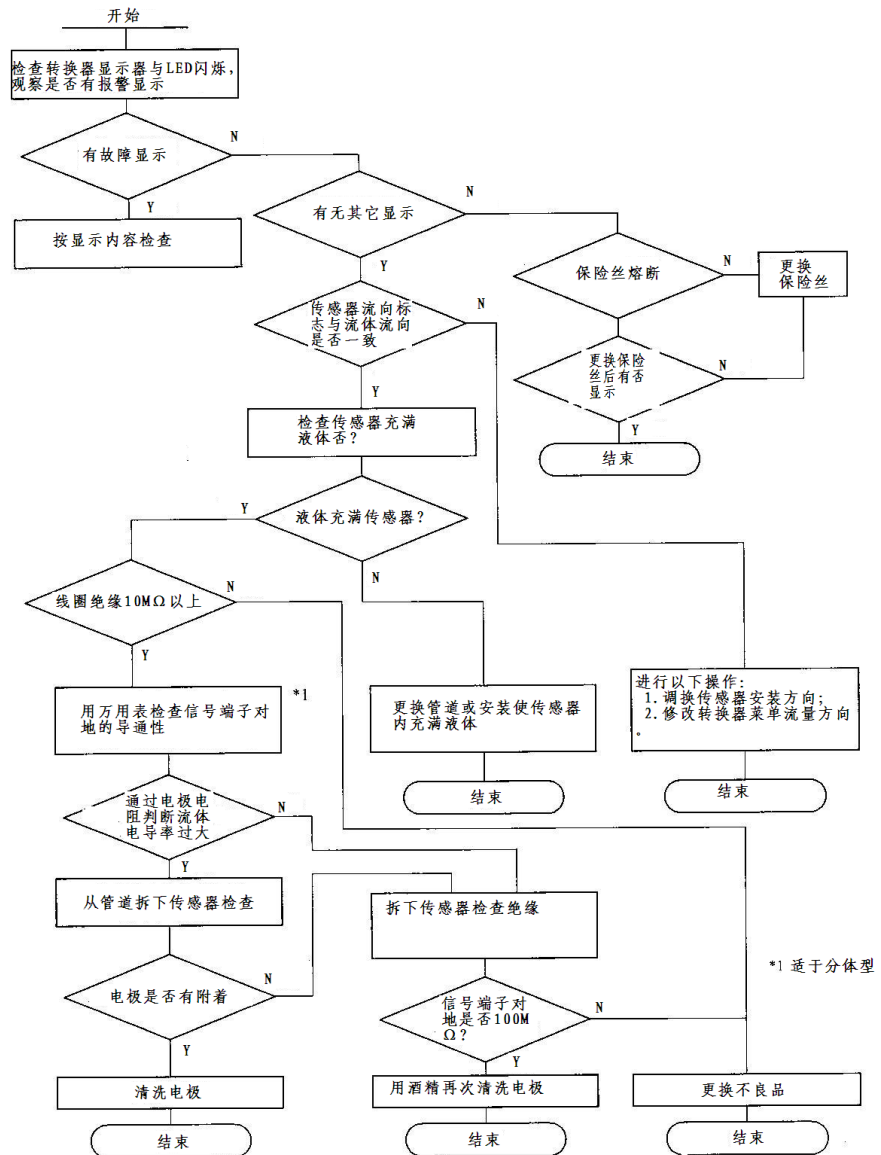 开始
检查转换器显示器与LED闪烁，
观察是否有报警显示
N
有故障显示
Y
按显示内容检查
N
有无其它显示
Y
保险丝熔断
N
更换
保险丝
传感器流向标
志与流体流向
是否一致
N
Y
更换保险
丝后有否
显示
N
Y
结束
检查传感器充满
液体否？
Y
液体充满传感器？
N
线圈绝缘10MΩ以上
N
Y
用万用表检查信号端子对
地的导通性
*1
更换管道或安装使传感器
内充满液体
结束
进行以下操作：
1.调换传感器安装方向；
2.修改转换器菜单流量方向
。
结束
通过电极电
阻判断流体
电导率过大
N
Y
从管道拆下传感器检查
拆下传感器检查绝缘
电极是否有附着
N
Y
信号端子对
地是否100M
Ω？
N
Y
*1 适于分体型
清洗电极
结束
用酒精再次清洗电极
结束
更换不良品
结束